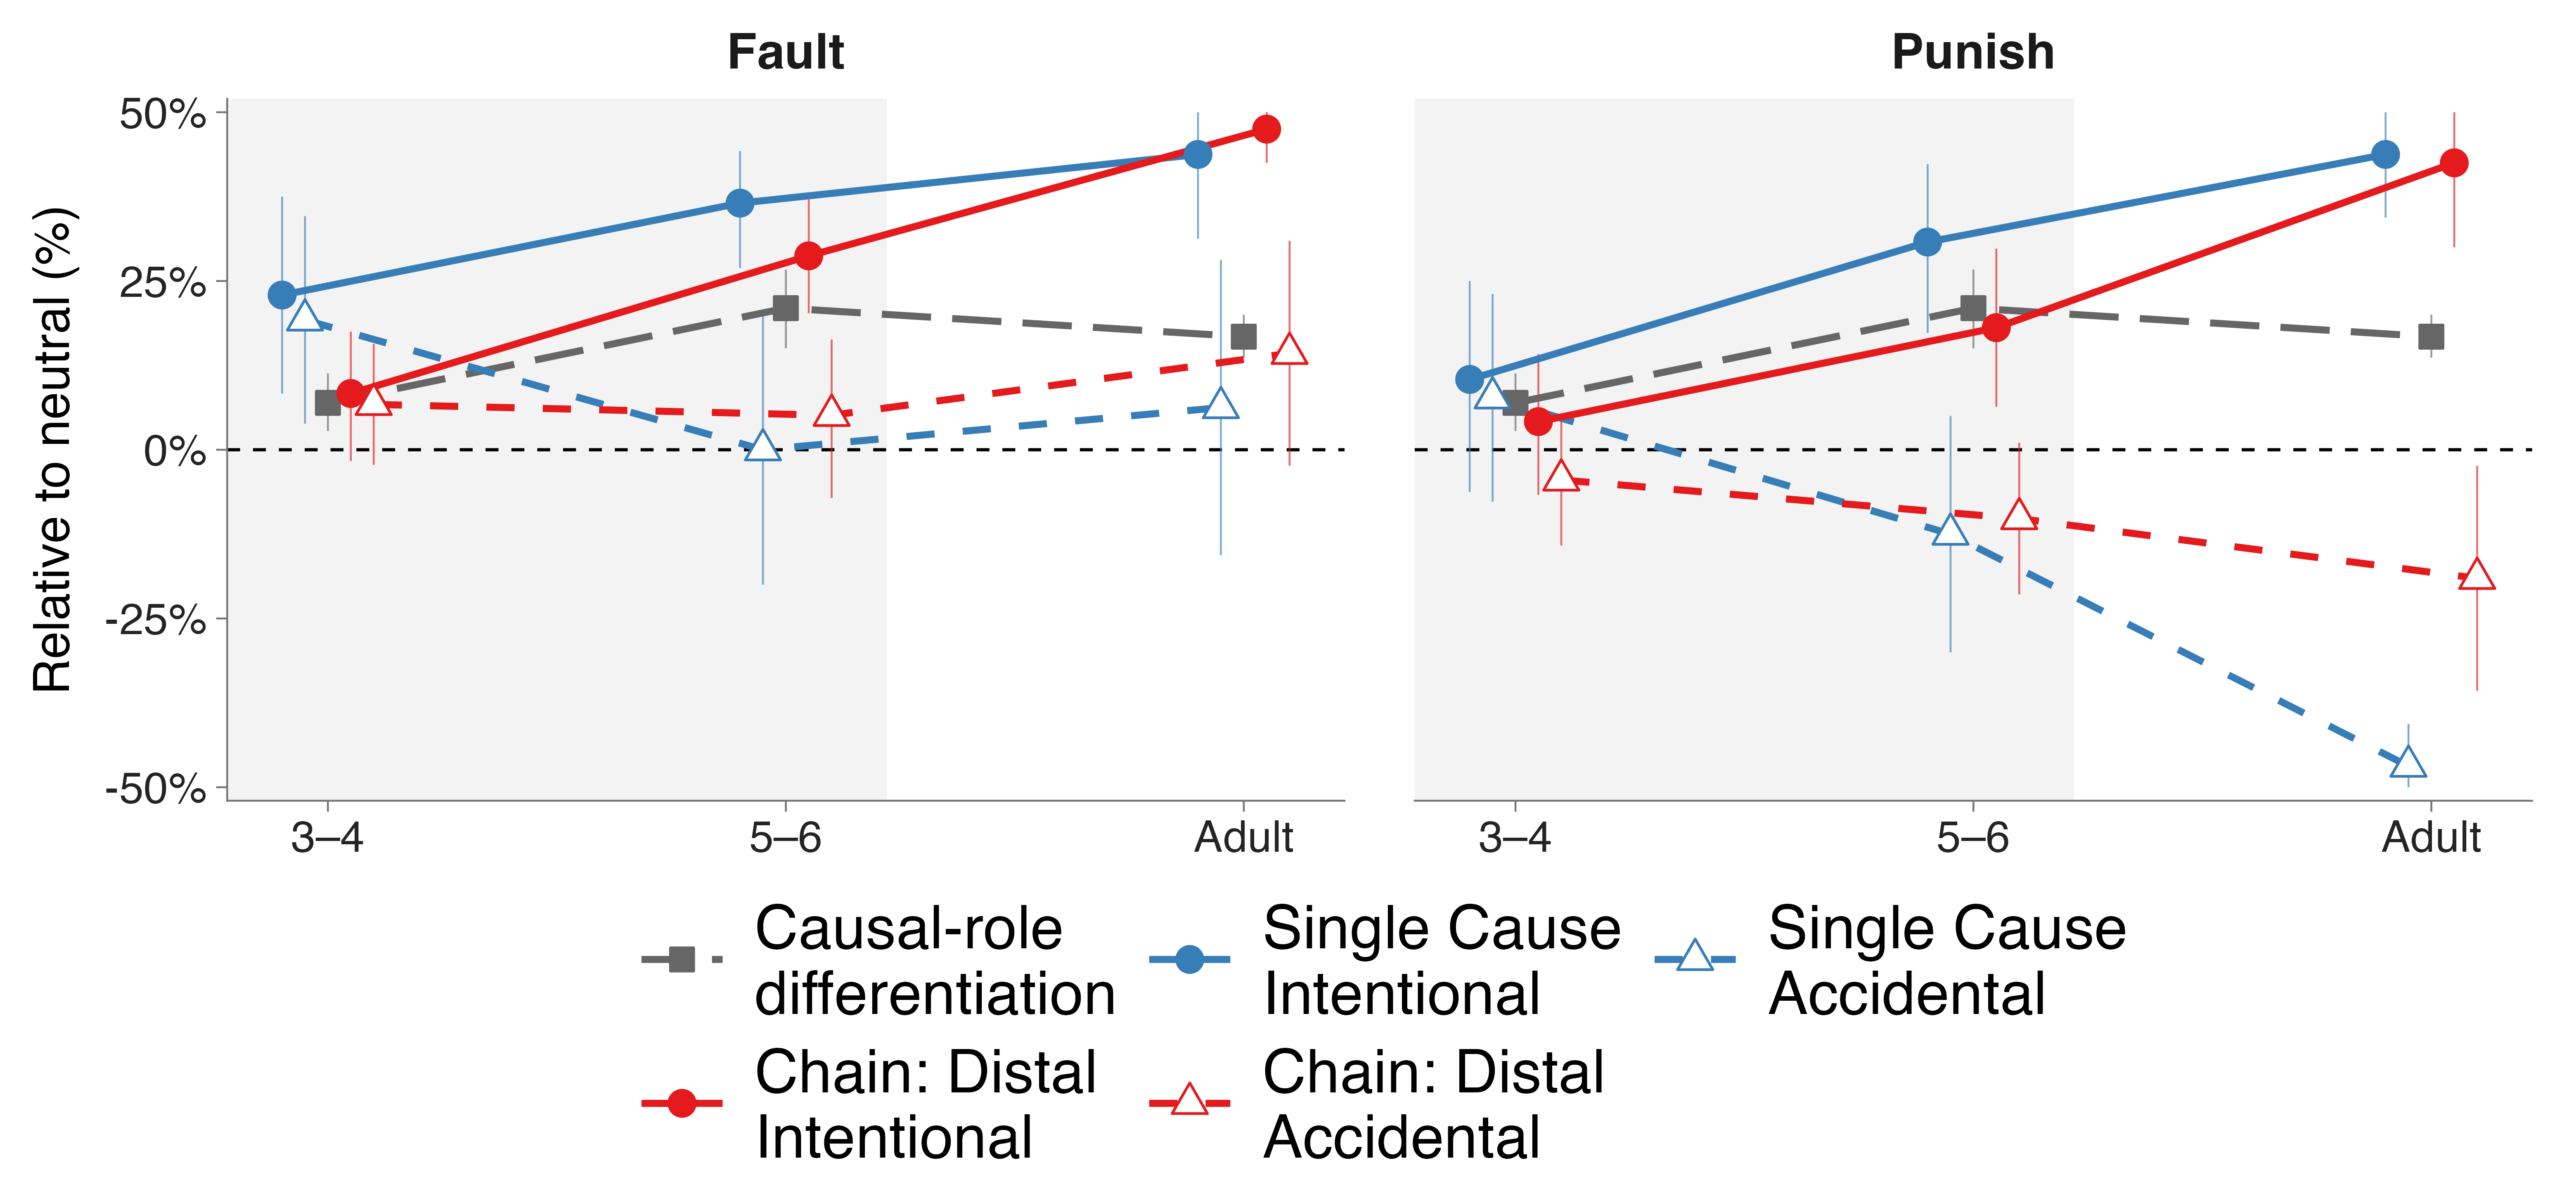 Fault
Punish
Relative to neutral (%)
50%
25%
0%
-25%
-50%
3–4
5–6
Adult
3–4
5–6
Adult
Causal-role
differentiation
Single Cause
Intentional
Single Cause
Accidental
Chain: Distal
Intentional
Chain: Distal
Accidental